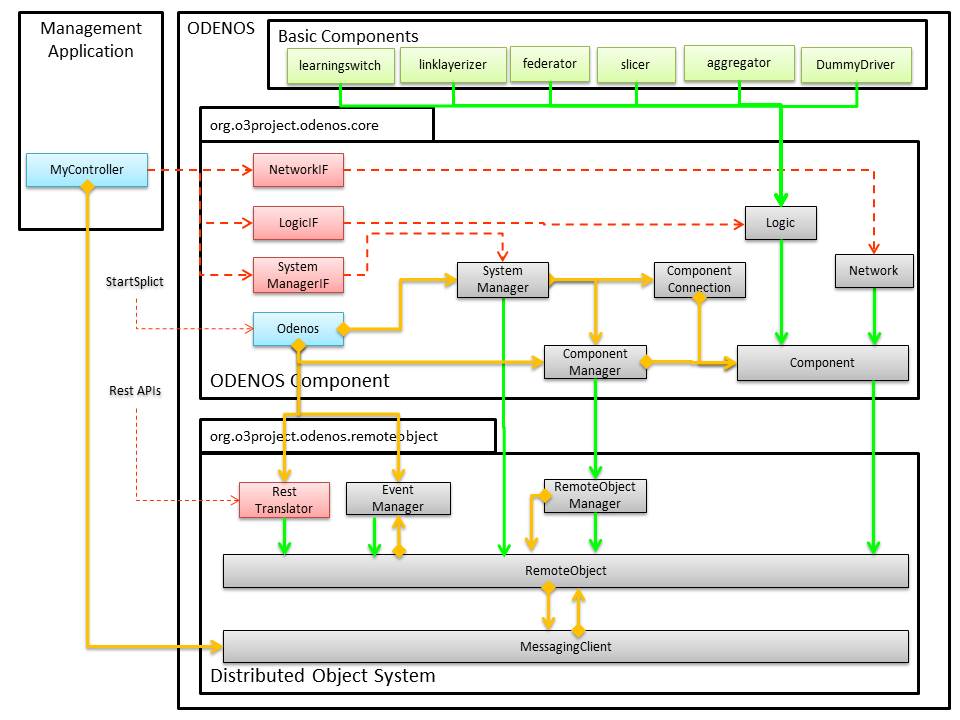 Management
Application
ODENOS
Basic Components
learningswitch
linklayerizer
federator
slicer
aggregator
DummyDriver
org.o3project.odenos.core
MyController
NetworkIF
LogicIF
Logic
System
ManagerIF
System
Manager
Component
Connection
Network
StartSplict
Odenos
Component
Manager
Component
ODENOS Component
Rest APIs
org.o3project.odenos.remoteobject
Rest
Translator
Event
Manager
RemoteObject
Manager
RemoteObject
MessagingClient
Distributed Object System